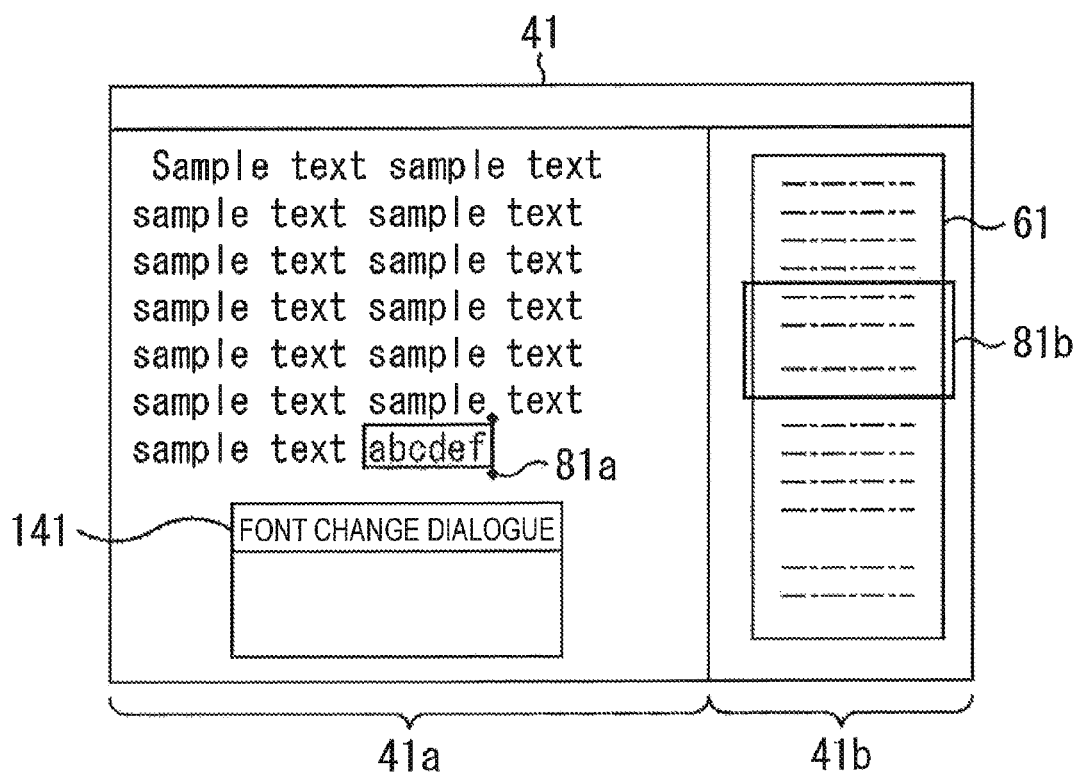 41
Sample text sample text
sample text sample text
sample text sample text
sample text sample text
sample text sample text
sample text sample text
sample text abcdef
81a
141
FONT CHANGE DIALOGUE
61
81b
41a
41b